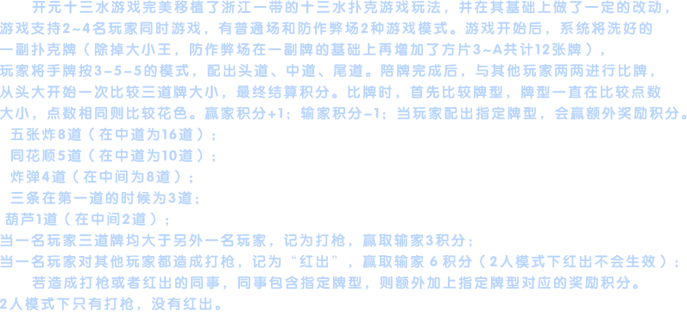 开元十三水游戏完美移植了浙江一带的十三水扑克游戏玩法，并在其基础上做了一定的改动，
游戏支持2~4名玩家同时游戏，有普通场和防作弊场2种游戏模式。游戏开始后，系统将洗好的
一副扑克牌（除掉大小王，防作弊场在一副牌的基础上再增加了方片3~A共计12张牌），
玩家将手牌按3-5-5的模式，配出头道、中道、尾道。陪牌完成后，与其他玩家两两进行比牌，
从头大开始一次比较三道牌大小，最终结算积分。比牌时，首先比较牌型，牌型一直在比较点数
大小，点数相同则比较花色。赢家积分+1；输家积分-1；当玩家配出指定牌型，会赢额外奖励积分。
五张炸8道（在中道为16道）；
同花顺5道（在中道为10道）；
炸弹4道（在中间为8道）；
三条在第一道的时候为3道；
葫芦1道（在中间2道）；
当一名玩家三道牌均大于另外一名玩家，记为打枪，赢取输家3积分；
当一名玩家对其他玩家都造成打枪，记为“红出”，赢取输家 6 积分（2人模式下红出不会生效）；
若造成打枪或者红出的同事，同事包含指定牌型，则额外加上指定牌型对应的奖励积分。
2人模式下只有打枪，没有红出。